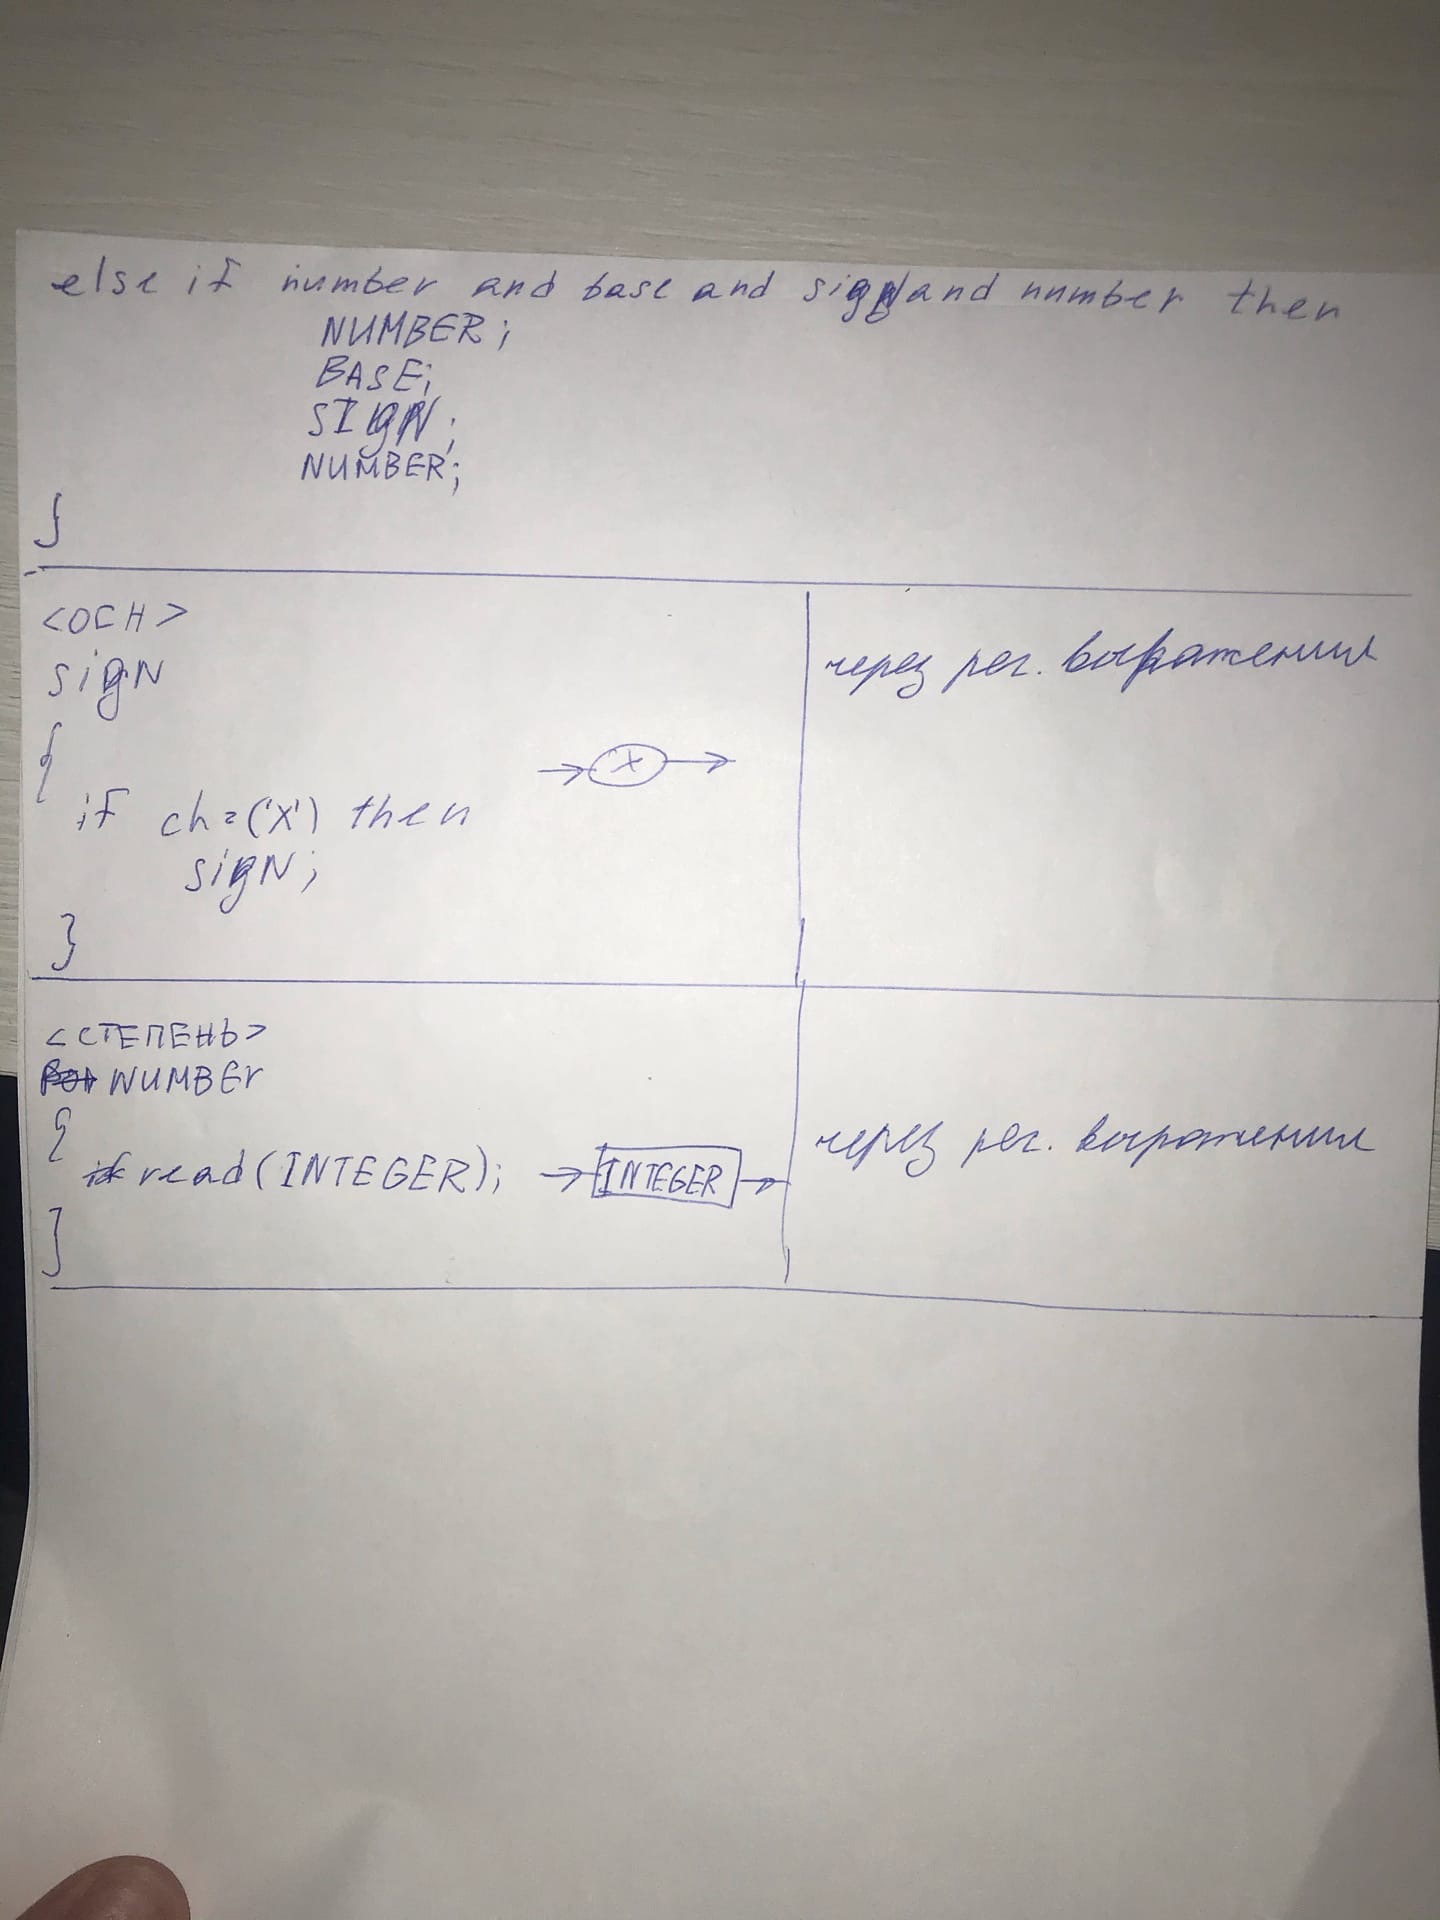 else if number and base and sign and number then
NUMBER;
BASE;
SIGN;
NUMBER;
}
<ОСН>
sigN
{
if ch=('X') then
sigN;
}
X
через рег. выражения
<СТЕПЕНЬ>
NUMBEr
{
read(INTEGER);
}
INTEGER
через рег. выражения